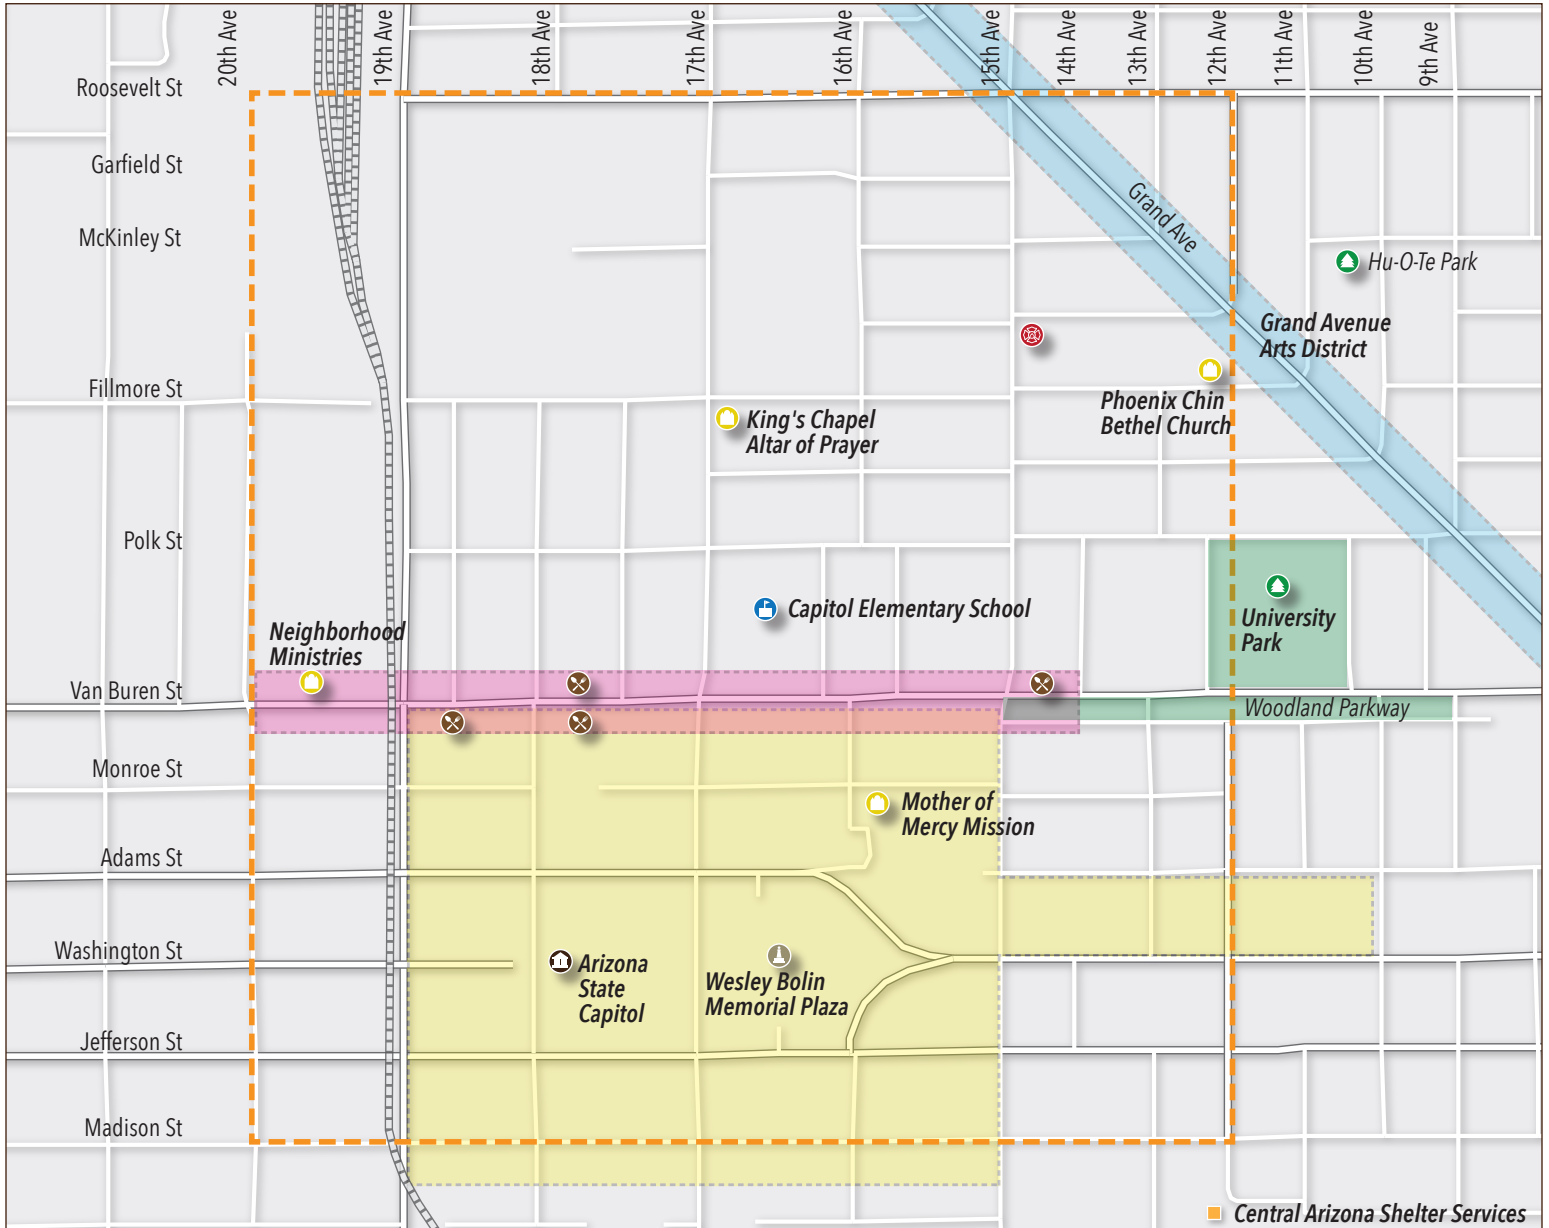 20th Ave
19th Ave
18th Ave
17th Ave
16th Ave
15th Ave
14th Ave
13th Ave
12th Ave
11th Ave
10th Ave
9th Ave
Roosevelt St
Garfield St
McKinley St
Grand Ave
Hu-O-Te Park
Grand Avenue
Arts District
Fillmore St
Phoenix Chin
Bethel Church
King's Chapel
Altar of Prayer
Polk St
Capitol Elementary School
University
Park
Neighborhood
Ministries
Van Buren St
Woodland Parkway
Monroe St
Mother of
Mercy Mission
Adams St
Washington St
Arizona
State
Capitol
Wesley Bolin
Memorial Plaza
Jefferson St
Madison St
Central Arizona Shelter Services